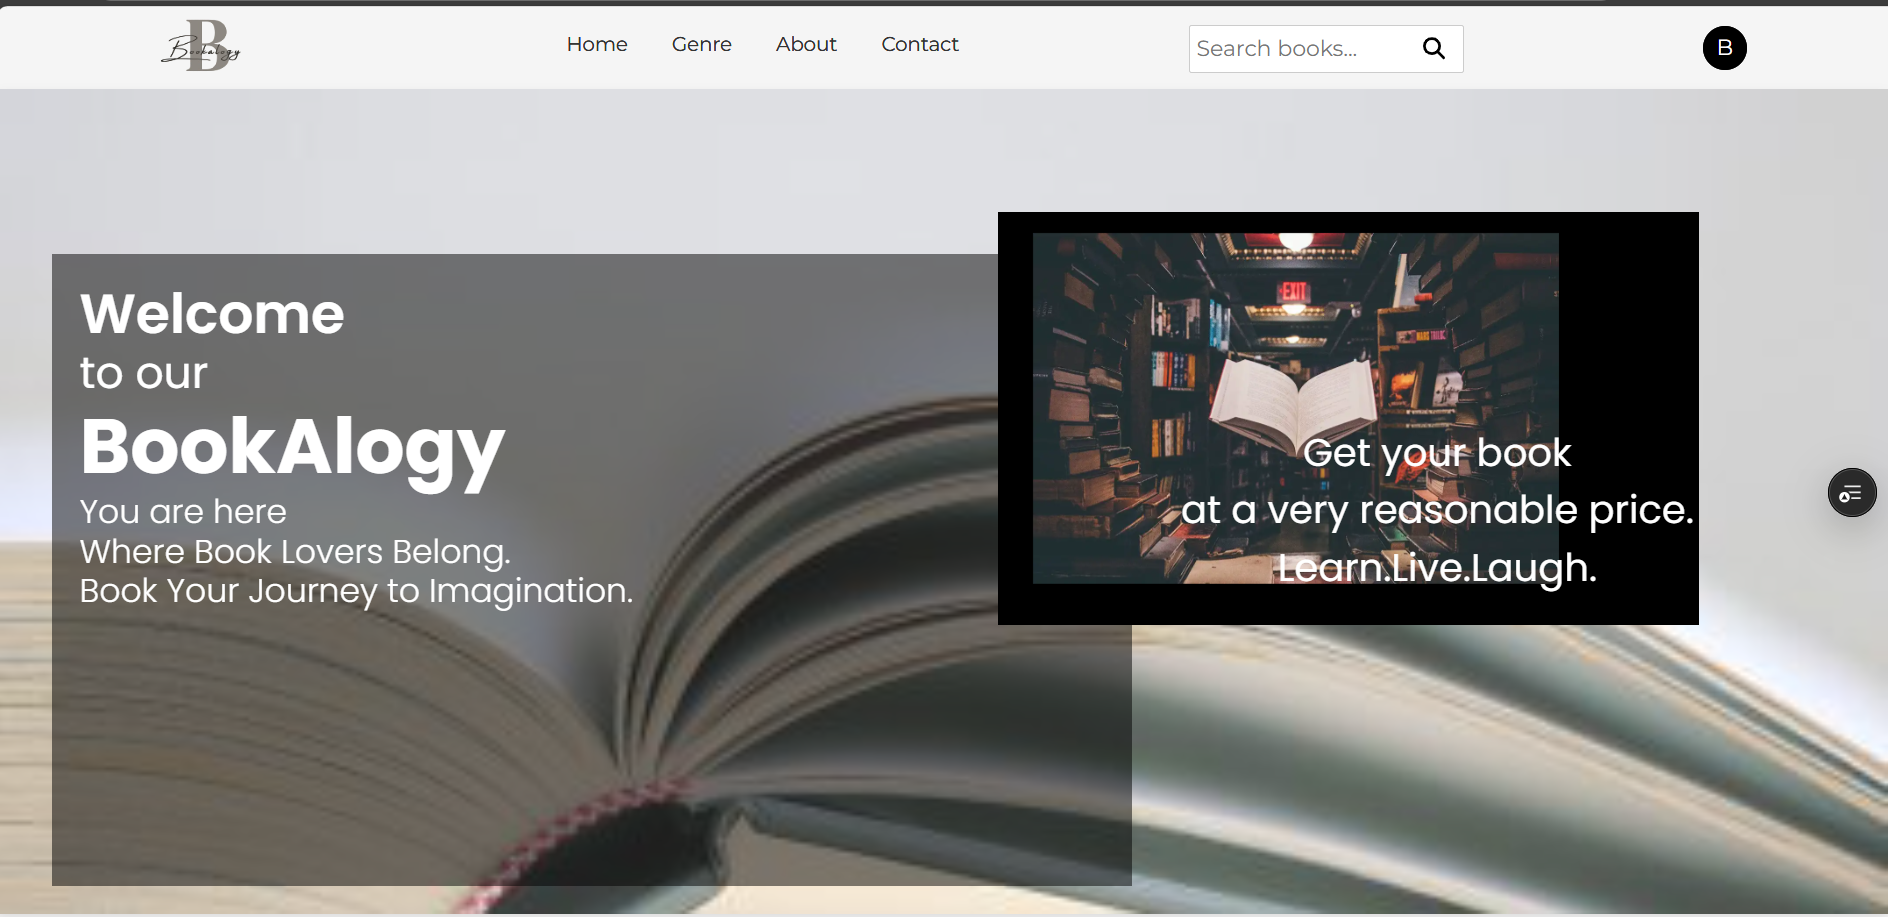 B
Bookalogy
Home Genre About Contact
Search books...
B
Welcome
to our
BookAlogy
You are here
Where Book Lovers Belong.
Book Your Journey to Imagination.
EXIT
Get your book
at a very reasonable price.
Learn.Live.Laugh.